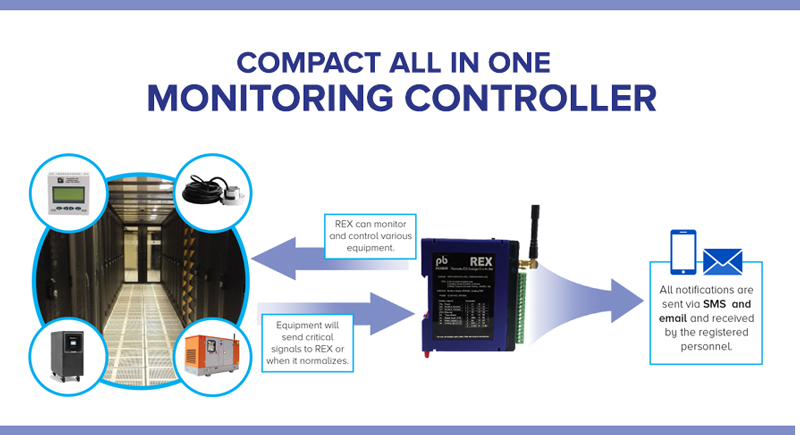 COMPACT ALL IN ONE
MONITORING CONTROLLER
REX can monitor
and control various
equipment.
pb
REX
All notifications are
sent via SMS and
email and received
by the registered
personnel.
Equipment will
send critical
signals to REX or
when it normalizes.